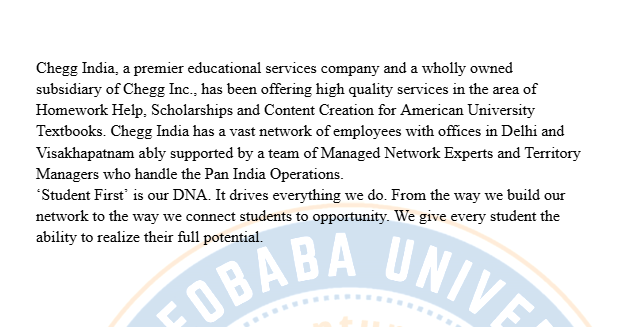 Chegg India, a premier educational services company and a wholly owned
subsidiary of Chegg Inc., has been offering high quality services in the area of
Homework Help, Scholarships and Content Creation for American University
Textbooks. Chegg India has a vast network of employees with offices in Delhi and
Visakhapatnam ably supported by a team of Managed Network Experts and Territory
Managers who handle the Pan India Operations.
‘Student First’ is our DNA. It drives everything we do. From the way we build our
network to the way we connect students to opportunity. We give every student the
ability to realize their full potential.